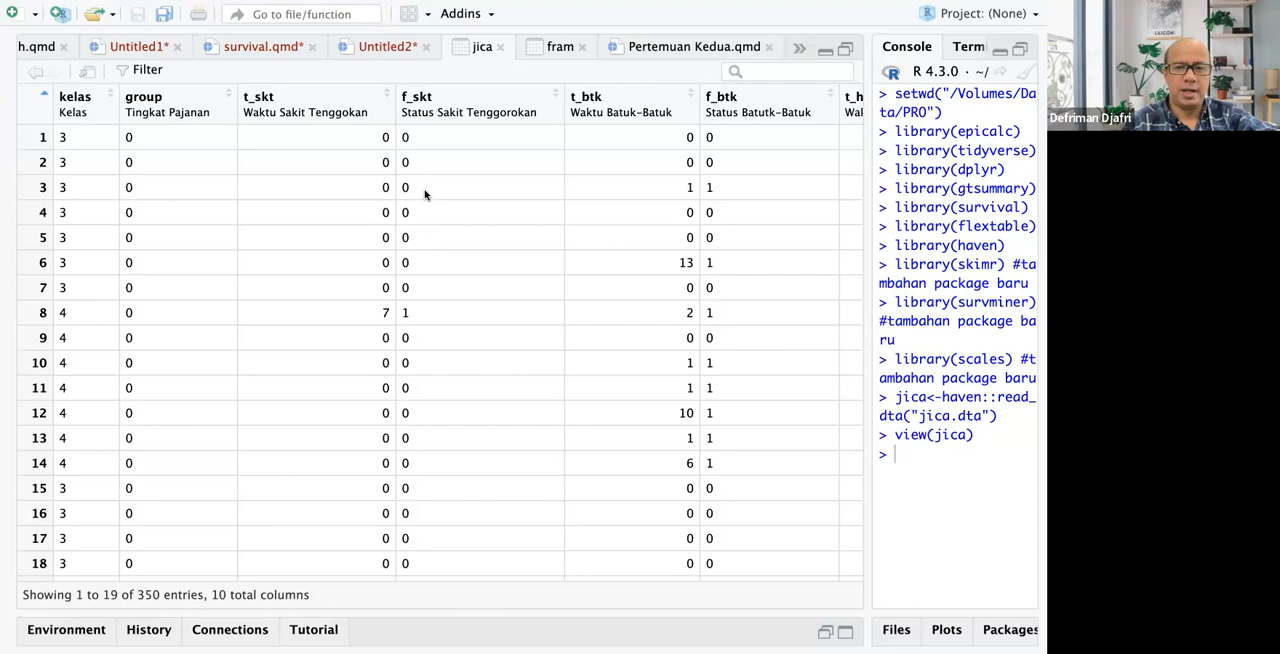 Go to file/function
Addins
Project: (None)
h.qmd
Untitled1*
survival.qmd*
Untitled2*
jica
fram
Pertemuan Kedua.qmd
Filter
kelas group t_skt f_skt t_btk f_btk t_h
Kelas Tingkat Pajanan Waktu Sakit Tenggokan Status Sakit Tenggorokan Waktu Batuk-Batuk Status Batutk-Batuk Wak
1 3 0 0 0 0 0
2 3 0 0 0 0 0
3 3 0 0 0 1 1
4 3 0 0 0 0 0
5 3 0 0 0 0 0
6 3 0 0 0 13 1
7 3 0 0 0 0 0
8 4 0 7 1 2 1
9 4 0 0 0 0 0
10 4 0 0 0 1 1
11 4 0 0 0 1 1
12 4 0 0 0 10 1
13 4 0 0 0 1 1
14 4 0 0 0 6 1
15 3 0 0 0 0 0
16 3 0 0 0 0 0
17 3 0 0 0 0 0
18 3 0 0 0 0 0
Showing 1 to 19 of 350 entries, 10 total columns
Environment History Connections Tutorial
Console Term
R 4.3.0 · ~/
> setwd("/Volumes/Da
ta/PRO")
> library(epicalc)
> library(tidyverse)
> library(dplyr)
> library(gtsummary)
> library(survival)
> library(flextable)
> library(haven)
> library(skimr) #ta
mbahan package baru
> library(survminer)
#tambahan package ba
ru
> library(scales) #t
ambahan package baru
> jica<-haven::read_
dta("jica.dta")
> view(jica)
>
Files Plots Packages
Defriman Djafri